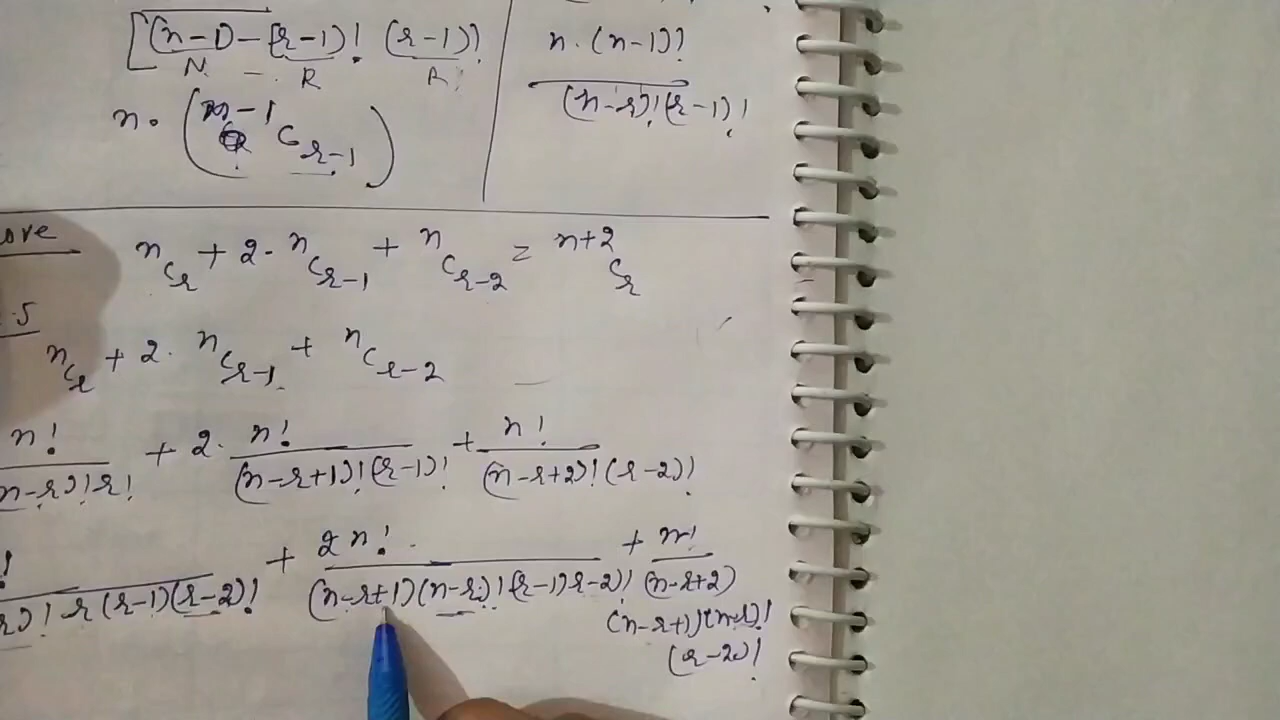 [(n-1)-(r-1)! (r-1)!
N - R R!
n. (n-1 C r-1)
n. (n-1)!
(n-r)!(r-1)!
ove nCr + 2. nCr-1 + nCr-2 = n+2Cr
.S
nCr + 2. nCr-1 + nCr-2
n!/(n-r)!r! + 2. n!/(n-r+1)!(r-1)! + n!/(n-r+2)!(r-2)!
!/r)! r(r-1)(r-2)! + 2n!/(n-r+1)(n-r)!(r-1)r-2)! + n!/(n-r+2)
(n-r+1)(n-r)!
(r-2)!